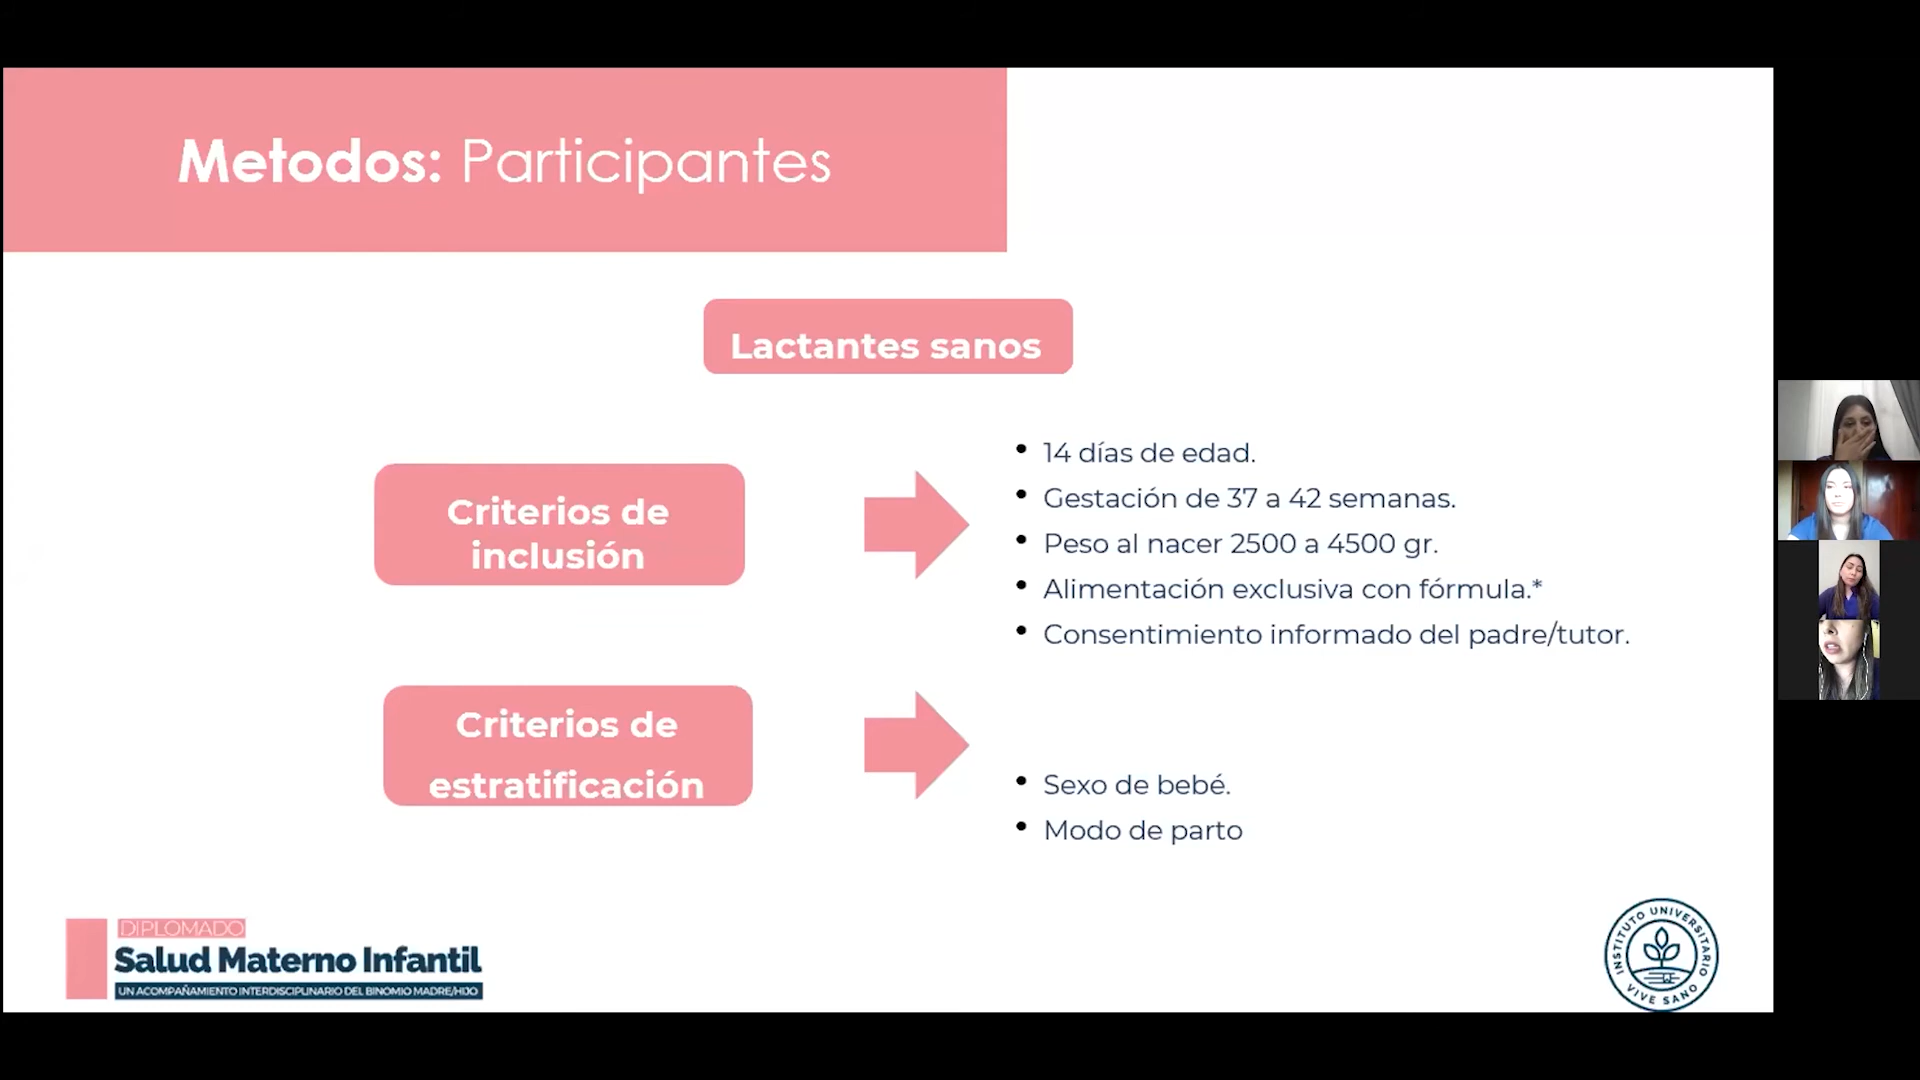 Metodos: Participantes
Lactantes sanos
Criterios de
inclusión
14 días de edad.
Gestación de 37 a 42 semanas.
Peso al nacer 2500 a 4500 gr.
Alimentación exclusiva con fórmula.*
Consentimiento informado del padre/tutor.
Criterios de
estratificación
Sexo de bebé.
Modo de parto
DIPLOMADO
Salud Materno Infantil
UN ACOMPAÑAMIENTO INTERDISCIPLINARIO DEL BINOMIO MADRE/HIJO
INSTITUTO UNIVERSITARIO
VIVE SANO